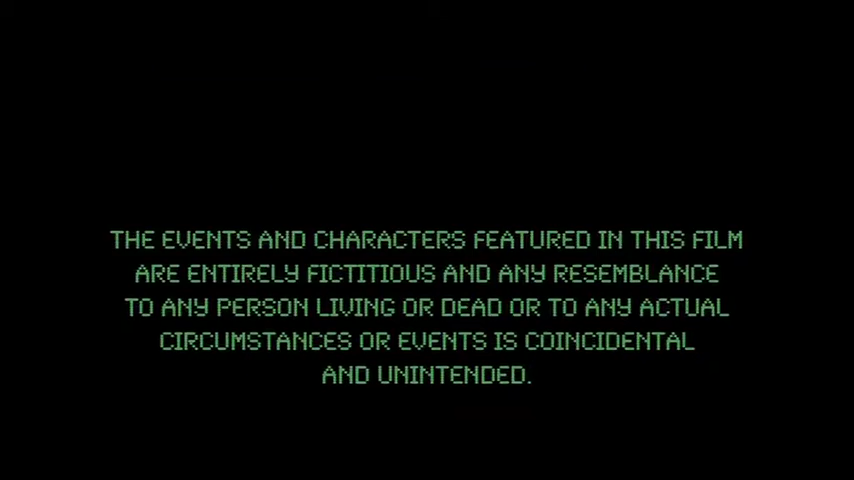 THE EVENTS AND CHARACTERS FEATURED IN THIS FILM
ARE ENTIRELY FICTITIOUS AND ANY RESEMBLANCE
TO ANY PERSON LIVING OR DEAD OR TO ANY ACTUAL
CIRCUMSTANCES OR EVENTS IS COINCIDENTAL
AND UNINTENDED.